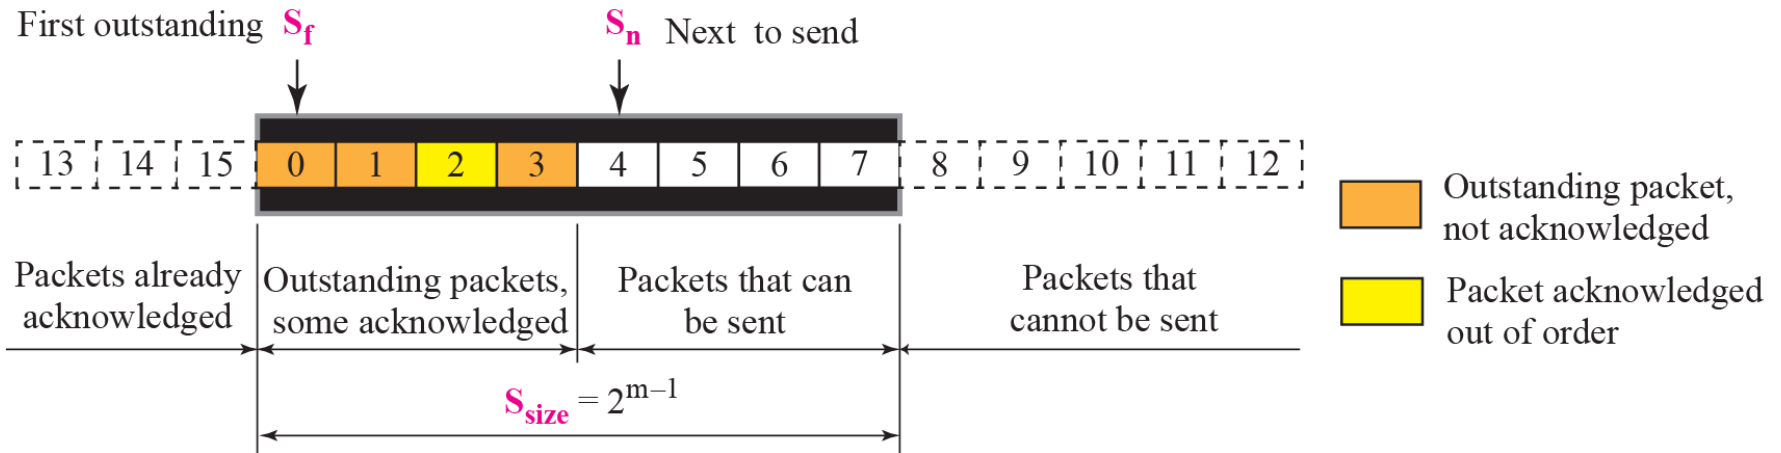 First outstanding Sf Sn Next to send
13 14 15 0 1 2 3 4 5 6 7 8 9 10 11 12
Outstanding packet,
not acknowledged
Packets already
acknowledged
Outstanding packets,
some acknowledged
Packets that can
be sent
Packets that
cannot be sent
Packet acknowledged
out of order
Ssize = 2^m–1